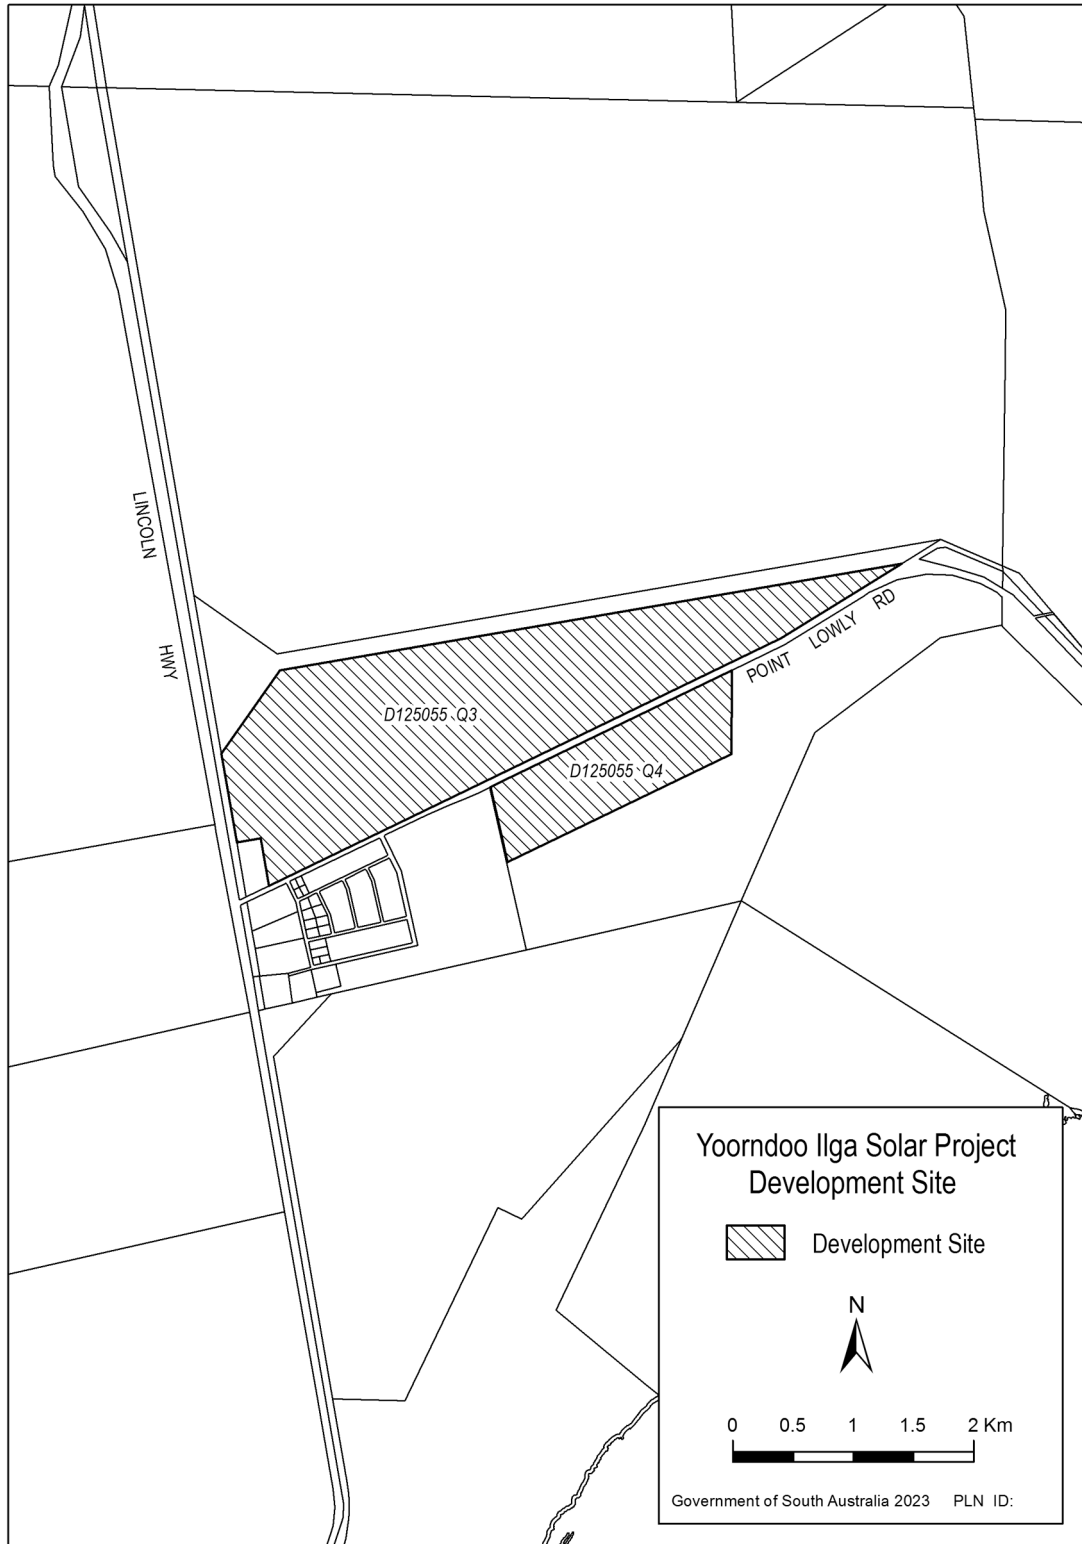 LINCOLN
HWY
POINT LOWLY RD
D125055 Q3
D125055 Q4
Yoorndoo Ilga Solar Project
Development Site
Development Site
N
0 0.5 1 1.5 2 Km
Government of South Australia 2023 PLN ID: